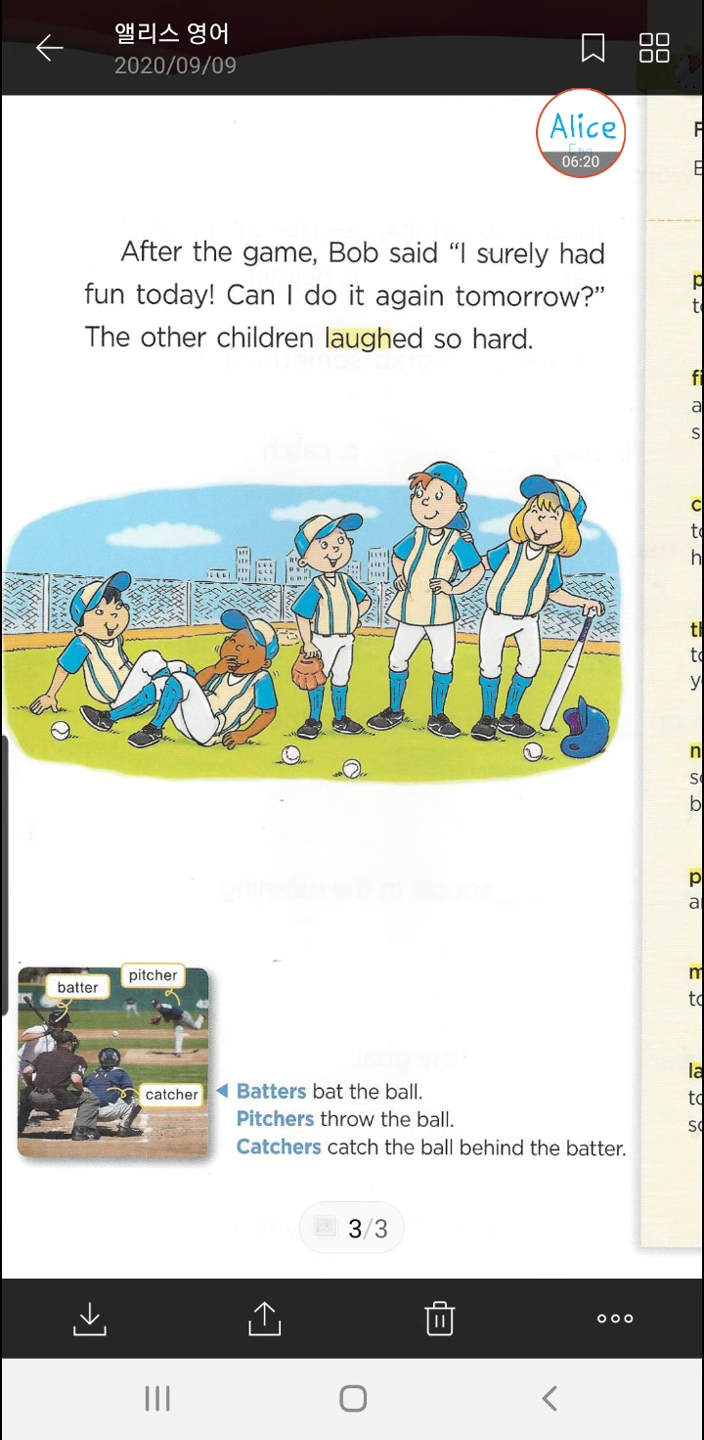 앨리스 영어
2020/09/09
Alice
Eng
06:20
After the game, Bob said “I surely had
fun today! Can I do it again tomorrow?”
The other children laughed so hard.
batter
pitcher
catcher
◀ Batters bat the ball.
Pitchers throw the ball.
Catchers catch the ball behind the batter.
3/3